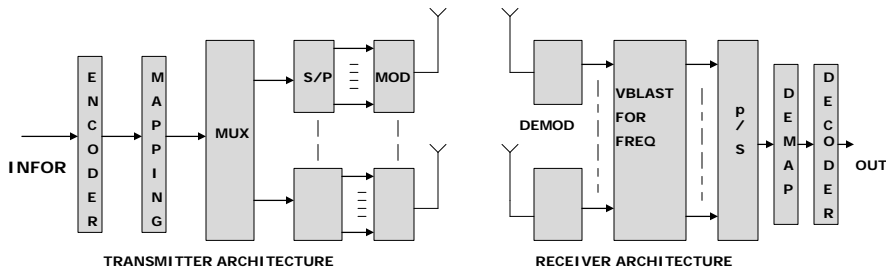 INFOR
ENCODER
MAPPING
MUX
S/P
MOD
TRANSMITTER ARCHITECTURE
DEMOD
VBLAST
FOR
FREQ
p/S
DEMAP
DECODER
OUT
RECEIVER ARCHITECTURE